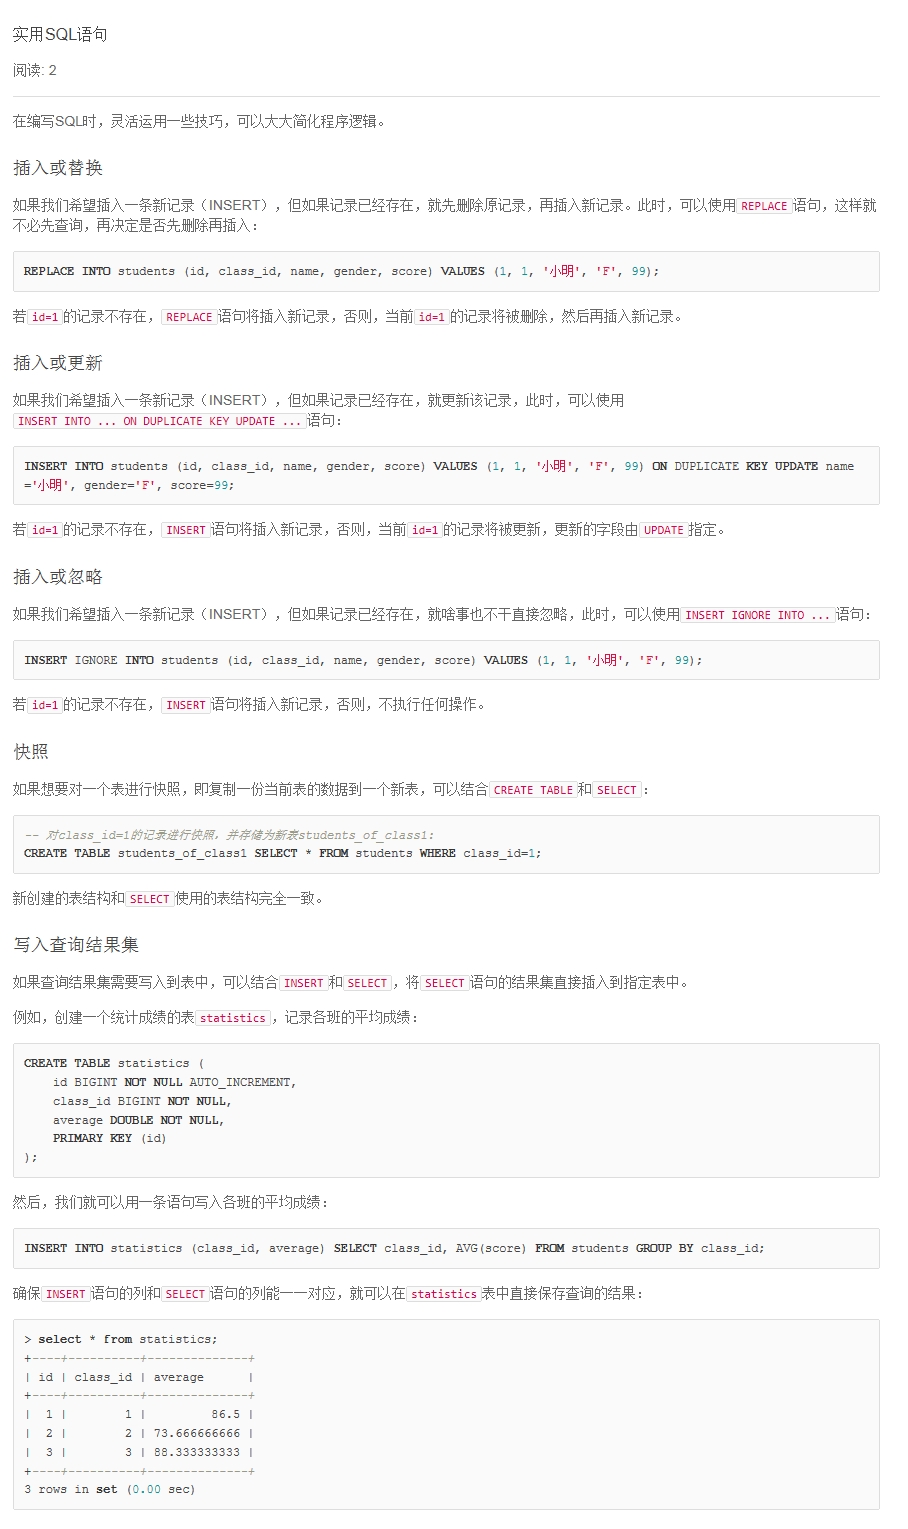 实用SQL语句
阅读: 2
在编写SQL时，灵活运用一些技巧，可以大大简化程序逻辑。
插入或替换
如果我们希望插入一条新记录（INSERT），但如果记录已经存在，就先删除原记录，再插入新记录。此时，可以使用REPLACE语句，这样就
不必先查询，再决定是否先删除再插入：
REPLACE INTO students (id, class_id, name, gender, score) VALUES (1, 1, '小明', 'F', 99);
若id=1的记录不存在，REPLACE语句将插入新记录，否则，当前id=1的记录将被删除，然后再插入新记录。
插入或更新
如果我们希望插入一条新记录（INSERT），但如果记录已经存在，就更新该记录，此时，可以使用
INSERT INTO ... ON DUPLICATE KEY UPDATE ...语句：
INSERT INTO students (id, class_id, name, gender, score) VALUES (1, 1, '小明', 'F', 99) ON DUPLICATE KEY UPDATE name
='小明', gender='F', score=99;
若id=1的记录不存在，INSERT语句将插入新记录，否则，当前id=1的记录将被更新，更新的字段由UPDATE指定。
插入或忽略
如果我们希望插入一条新记录（INSERT），但如果记录已经存在，就啥事也不干直接忽略，此时，可以使用INSERT IGNORE INTO ...语句：
INSERT IGNORE INTO students (id, class_id, name, gender, score) VALUES (1, 1, '小明', 'F', 99);
若id=1的记录不存在，INSERT语句将插入新记录，否则，不执行任何操作。
快照
如果想要对一个表进行快照，即复制一份当前表的数据到一个新表，可以结合CREATE TABLE和SELECT：
-- 对class_id=1的记录进行快照，并存储为新表students_of_class1:
CREATE TABLE students_of_class1 SELECT * FROM students WHERE class_id=1;
新创建的表结构和SELECT使用的表结构完全一致。
写入查询结果集
如果查询结果集需要写入到表中，可以结合INSERT和SELECT，将SELECT语句的结果集直接插入到指定表中。
例如，创建一个统计成绩的表statistics，记录各班的平均成绩：
CREATE TABLE statistics (
    id BIGINT NOT NULL AUTO_INCREMENT,
    class_id BIGINT NOT NULL,
    average DOUBLE NOT NULL,
    PRIMARY KEY (id)
);
然后，我们就可以用一条语句写入各班的平均成绩：
INSERT INTO statistics (class_id, average) SELECT class_id, AVG(score) FROM students GROUP BY class_id;
确保INSERT语句的列和SELECT语句的列能一一对应，就可以在statistics表中直接保存查询的结果：
> select * from statistics;
+----+----------+--------------+
| id | class_id | average      |
+----+----------+--------------+
|  1 |        1 |         86.5 |
|  2 |        2 | 73.666666666 |
|  3 |        3 | 88.333333333 |
+----+----------+--------------+
3 rows in set (0.00 sec)